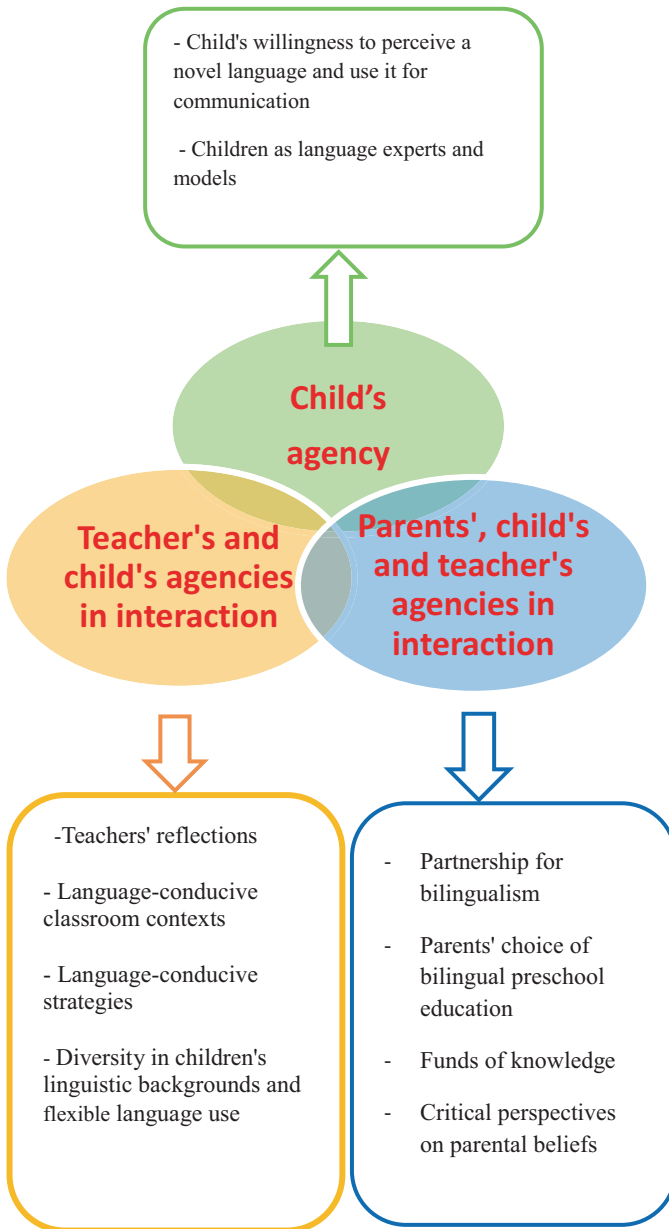 - Child's willingness to perceive a
novel language and use it for
communication
- Children as language experts and
models
Child’s
agency
Teacher's and
child's agencies
in interaction
Parents', child's
and teacher's
agencies in
interaction
-Teachers' reflections
- Language-conducive
classroom contexts
- Language-conducive
strategies
- Diversity in children's
linguistic backgrounds and
flexible language use
- Partnership for
bilingualism
- Parents' choice of
bilingual preschool
education
- Funds of knowledge
- Critical perspectives
on parental beliefs